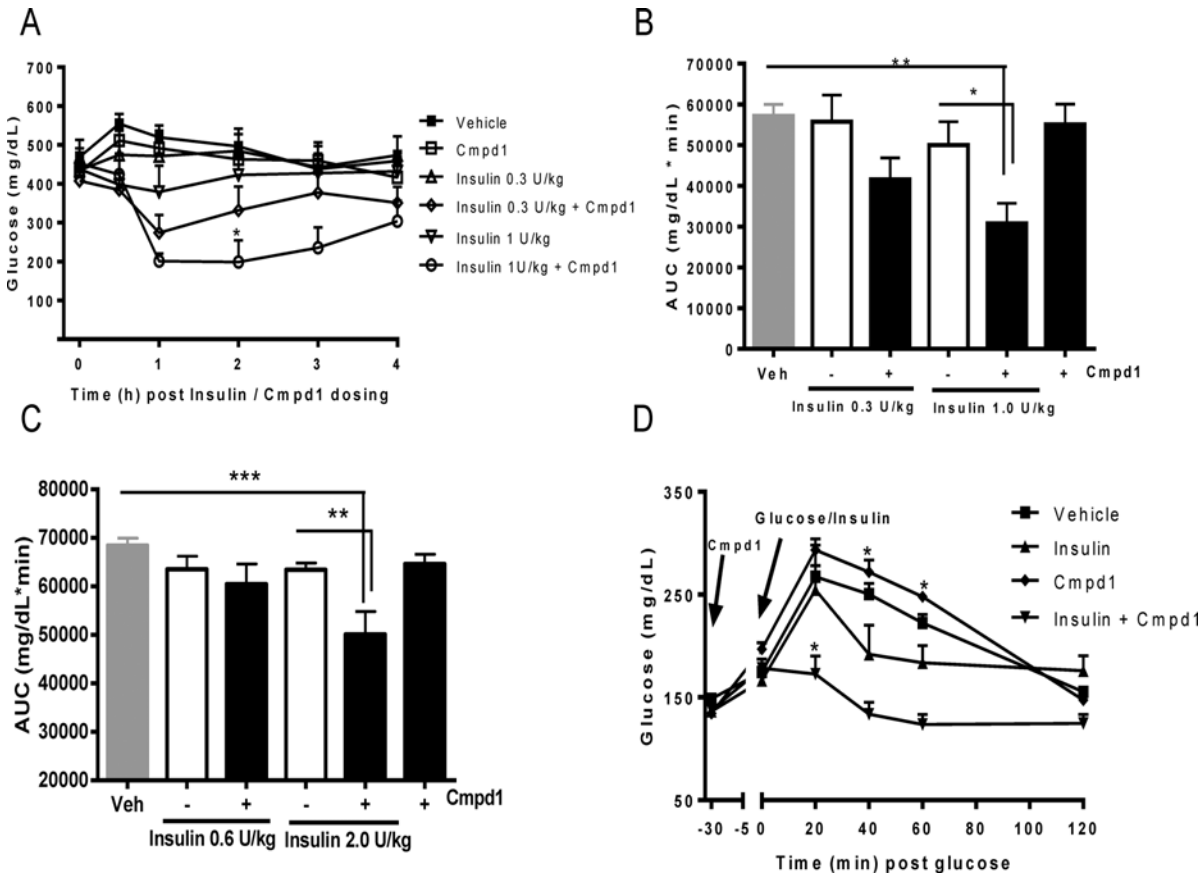 A
Glucose (mg/dL)
700
600
500
400
300
200
100
0
1
2
3
4
*
Time (h) post Insulin / Cmpd1 dosing
Vehicle
Cmpd1
Insulin 0.3 U/kg
Insulin 0.3 U/kg + Cmpd1
Insulin 1 U/kg
Insulin 1U/kg + Cmpd1
B
AUC (mg/dL * min)
70000
60000
50000
40000
30000
20000
10000
0
**
*
Veh - + - + + Cmpd1
Insulin 0.3 U/kg Insulin 1.0 U/kg
C
AUC (mg/dL*min)
80000
70000
60000
50000
40000
30000
20000
***
**
Veh - + - + + Cmpd1
Insulin 0.6 U/kg Insulin 2.0 U/kg
D
Glucose (mg/dL)
350
250
150
50
Cmpd1
Glucose/Insulin
*
*
*
Vehicle
Insulin
Cmpd1
Insulin + Cmpd1
-30 -5 0 20 40 60 80 100 120
Time (min) post glucose